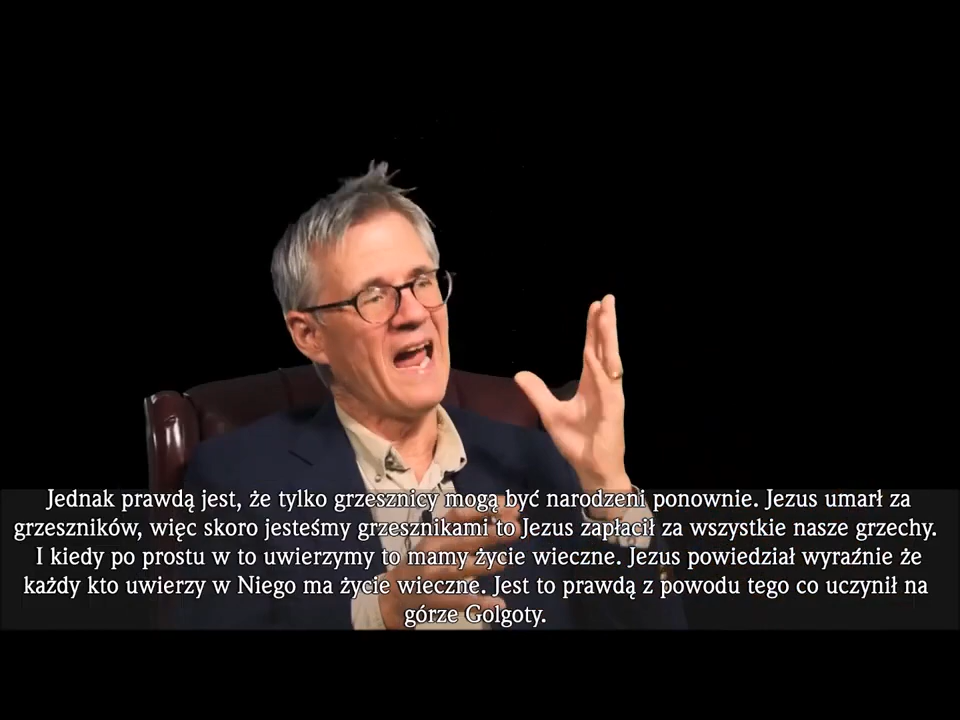 Jednak prawdą jest, że tylko grzesznicy mogą być narodzeni ponownie. Jezus umarł za
grzeszników, więc skoro jesteśmy grzesznikami to Jezus zapłacił za wszystkie nasze grzechy.
I kiedy po prostu w to uwierzymy to mamy życie wieczne. Jezus powiedział wyraźnie że
każdy kto uwierzy w Niego ma życie wieczne. Jest to prawdą z powodu tego co uczynił na
górze Golgoty.